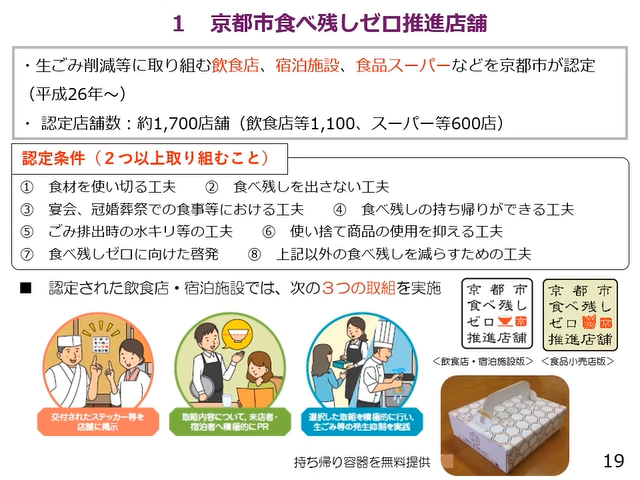 １　京都市食べ残しゼロ推進店舗
・生ごみ削減等に取り組む飲食店、宿泊施設、食品スーパーなどを京都市が認定
（平成26年～）
・ 認定店舗数：約1,700店舗（飲食店等1,100、スーパー等600店）
認定条件（２つ以上取り組むこと）
①　食材を使い切る工夫　　②　食べ残しを出さない工夫
③　宴会、冠婚葬祭での食事等における工夫　　④　食べ残しの持ち帰りができる工夫
⑤　ごみ排出時の水キリ等の工夫　　⑥　使い捨て商品の使用を抑える工夫
⑦　食べ残しゼロに向けた啓発　　⑧　上記以外の食べ残しを減らすための工夫
■　認定された飲食店・宿泊施設では、次の３つの取組を実施
京都市
食べ残し
ゼロ
推進店舗
＜飲食店・宿泊施設版＞
京都市
食べ残し
ゼロ
推進店舗
＜食品小売店版＞
交付されたステッカー等を
店舗に掲示
取組内容について、来店者・
宿泊者へ積極的にPR
選択した取組を積極的に行い、
生ごみ等の発生抑制を実践
持ち帰り容器を無料提供
19